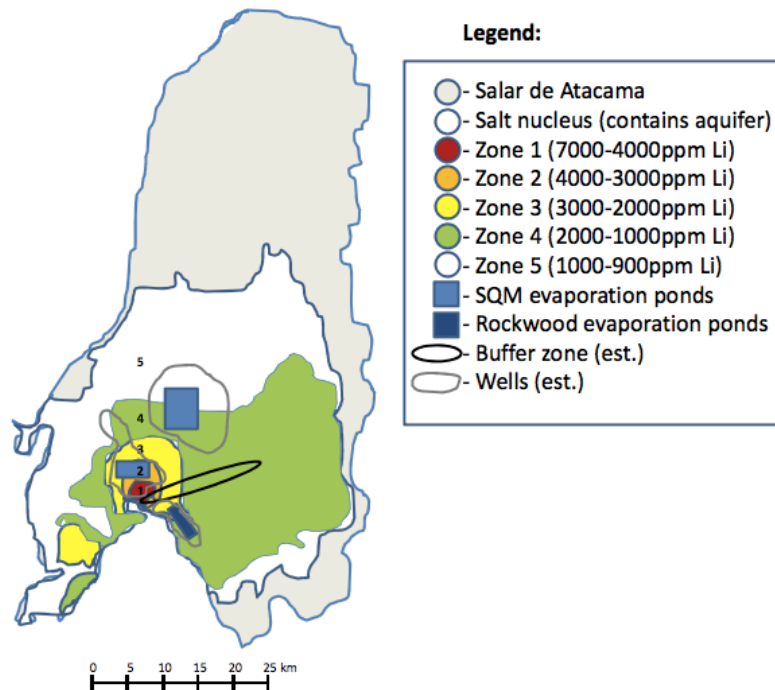 Legend:
- Salar de Atacama
- Salt nucleus (contains aquifer)
- Zone 1 (7000-4000ppm Li)
- Zone 2 (4000-3000ppm Li)
- Zone 3 (3000-2000ppm Li)
- Zone 4 (2000-1000ppm Li)
- Zone 5 (1000-900ppm Li)
- SQM evaporation ponds
- Rockwood evaporation ponds
- Buffer zone (est.)
- Wells (est.)
5
4
3
2
1
0 5 10 15 20 25 km